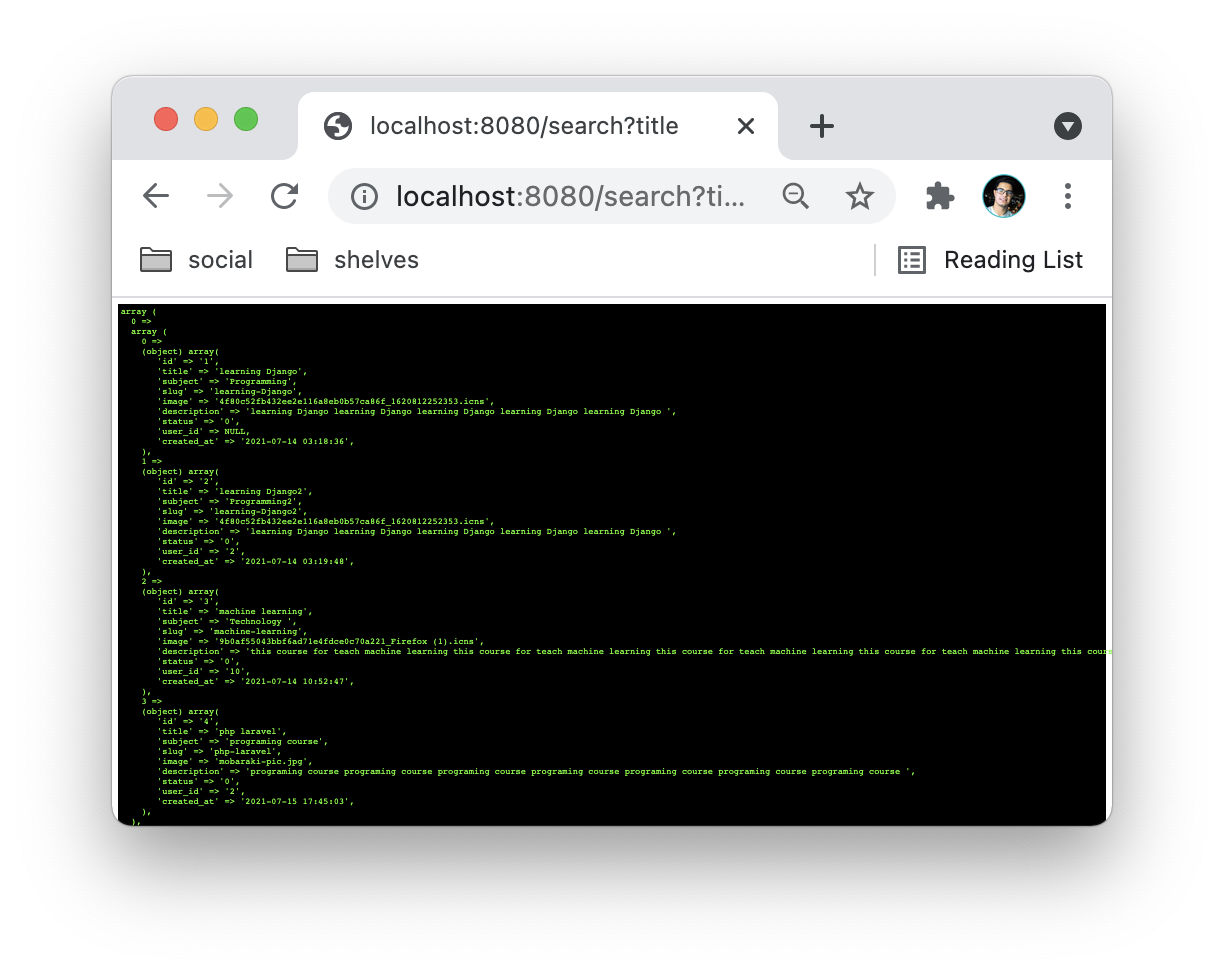 localhost:8080/search?title
localhost:8080/search?ti...
social shelves Reading List
array (
  0 =>
  array (
    0 =>
    (object) array(
       'id' => '1',
       'title' => 'learning Django',
       'subject' => 'Programming',
       'slug' => 'learning-Django',
       'image' => '4f80c52fb432ee2e116a8eb0b57ca86f_1620812252353.icns',
       'description' => 'learning Django learning Django learning Django learning Django learning Django ',
       'status' => '0',
       'user_id' => NULL,
       'created_at' => '2021-07-14 03:18:36',
    ),
    1 =>
    (object) array(
       'id' => '2',
       'title' => 'learning Django2',
       'subject' => 'Programming2',
       'slug' => 'learning-Django2',
       'image' => '4f80c52fb432ee2e116a8eb0b57ca86f_1620812252353.icns',
       'description' => 'learning Django learning Django learning Django learning Django learning Django ',
       'status' => '0',
       'user_id' => '2',
       'created_at' => '2021-07-14 03:19:48',
    ),
    2 =>
    (object) array(
       'id' => '3',
       'title' => 'machine learning',
       'subject' => 'Technology ',
       'slug' => 'machine-learning',
       'image' => '9b0af55043bbf6ad71e4fdce0c70a221_Firefox (1).icns',
       'description' => 'this course for teach machine learning this course for teach machine learning this course for teach machine learning this course for teach machine learning this cours
       'status' => '0',
       'user_id' => '10',
       'created_at' => '2021-07-14 10:52:47',
    ),
    3 =>
    (object) array(
       'id' => '4',
       'title' => 'php laravel',
       'subject' => 'programing course',
       'slug' => 'php-laravel',
       'image' => 'mobaraki-pic.jpg',
       'description' => 'programing course programing course programing course programing course programing course programing course programing course ',
       'status' => '0',
       'user_id' => '2',
       'created_at' => '2021-07-15 17:45:03',
    ),
  ),